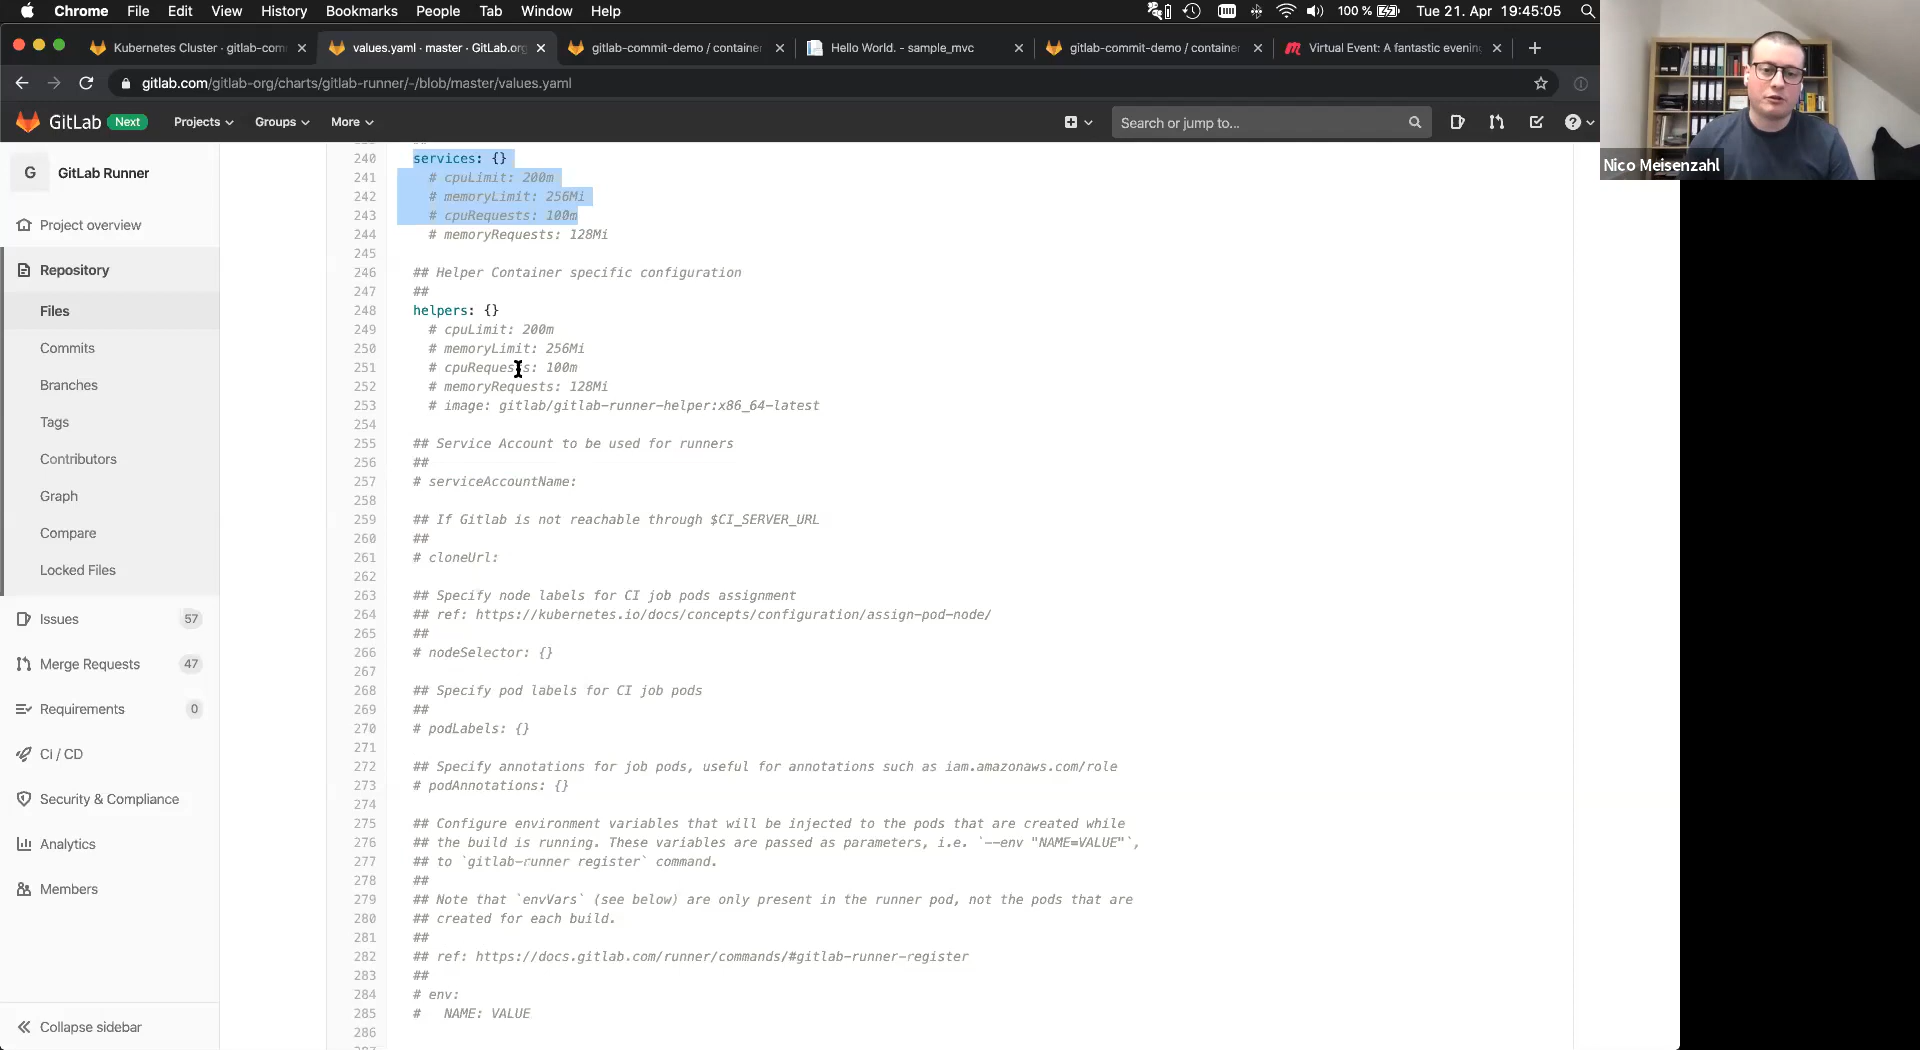 Chrome File Edit View History Bookmarks People Tab Window Help 100 % Tue 21. Apr 19:45:05
Kubernetes Cluster · gitlab-com
values.yaml · master · GitLab.org
gitlab-commit-demo / container
Hello World. - sample_mvc
gitlab-commit-demo / container
Virtual Event: A fantastic evening
gitlab.com/gitlab-org/charts/gitlab-runner/-/blob/master/values.yaml
GitLab Next Projects Groups More Search or jump to...
Nico Meisenzahl
G GitLab Runner
Project overview
Repository
Files
Commits
Branches
Tags
Contributors
Graph
Compare
Locked Files
Issues 57
Merge Requests 47
Requirements 0
CI / CD
Security & Compliance
Analytics
Members
Collapse sidebar
240 services: {}
241 # cpuLimit: 200m
242 # memoryLimit: 256Mi
243 # cpuRequests: 100m
244 # memoryRequests: 128Mi
245
246 ## Helper Container specific configuration
247 ##
248 helpers: {}
249 # cpuLimit: 200m
250 # memoryLimit: 256Mi
251 # cpuRequests: 100m
252 # memoryRequests: 128Mi
253 # image: gitlab/gitlab-runner-helper:x86_64-latest
254
255 ## Service Account to be used for runners
256 ##
257 # serviceAccountName:
258
259 ## If Gitlab is not reachable through $CI_SERVER_URL
260 ##
261 # cloneUrl:
262
263 ## Specify node labels for CI job pods assignment
264 ## ref: https://kubernetes.io/docs/concepts/configuration/assign-pod-node/
265 ##
266 # nodeSelector: {}
267
268 ## Specify pod labels for CI job pods
269 ##
270 # podLabels: {}
271
272 ## Specify annotations for job pods, useful for annotations such as iam.amazonaws.com/role
273 # podAnnotations: {}
274
275 ## Configure environment variables that will be injected to the pods that are created while
276 ## the build is running. These variables are passed as parameters, i.e. `--env "NAME=VALUE"`,
277 ## to `gitlab-runner register` command.
278 ##
279 ## Note that `envVars` (see below) are only present in the runner pod, not the pods that are
280 ## created for each build.
281 ##
282 ## ref: https://docs.gitlab.com/runner/commands/#gitlab-runner-register
283 ##
284 # env:
285 # NAME: VALUE
286